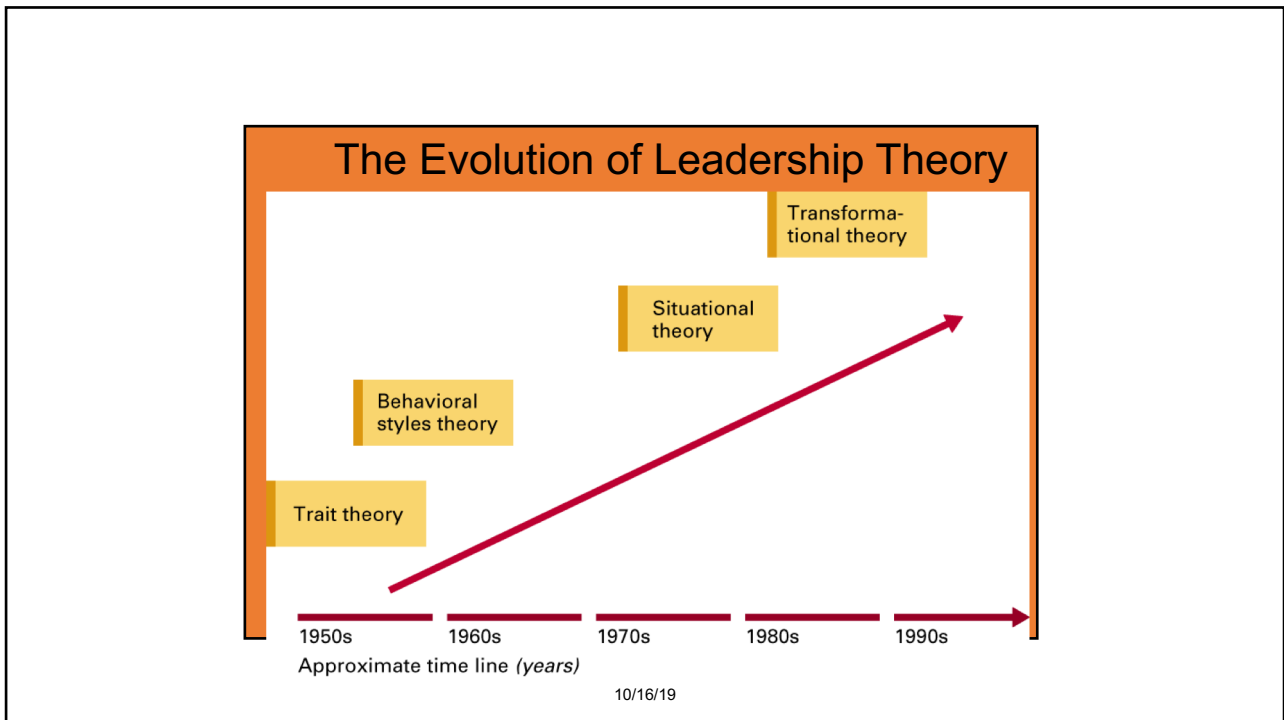 The Evolution of Leadership Theory
Transforma-
tional theory
Situational
theory
Behavioral
styles theory
Trait theory
1950s 1960s 1970s 1980s 1990s
Approximate time line (years)
10/16/19